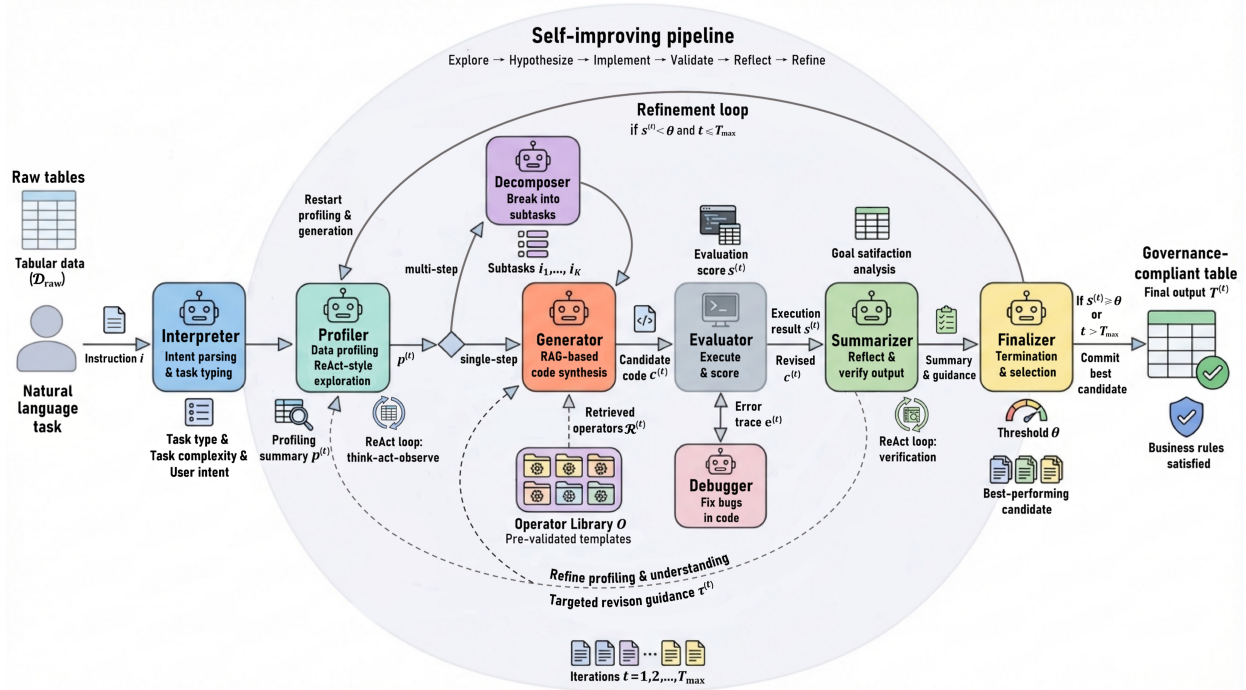 Self-improving pipeline
Explore → Hypothesize → Implement → Validate → Reflect → Refine
Refinement loop
if s⁽ᵗ⁾ < θ and t ⩽ T_max
Raw tables
Tabular data
(𝒟_raw)
Natural
language
task
Instruction i
Interpreter
Intent parsing
& task typing
Task type &
Task complexity &
User intent
Restart
profiling &
generation
Profiler
Data profiling
ReAct-style
exploration
Profiling
summary p⁽ᵗ⁾
ReAct loop:
think-act-observe
p⁽ᵗ⁾
multi-step
single-step
Decomposer
Break into
subtasks
Subtasks i₁,..., i_K
Generator
RAG-based
code synthesis
Retrieved
operators ℛ⁽ᵗ⁾
Operator Library O
Pre-validated templates
</>
Candidate
code c⁽ᵗ⁾
Evaluation
score s⁽ᵗ⁾
Evaluator
Execute
& score
Error
trace e⁽ᵗ⁾
Debugger
Fix bugs
in code
Execution
result s⁽ᵗ⁾
Revised
c⁽ᵗ⁾
Goal satifaction
analysis
Summarizer
Reflect &
verify output
ReAct loop:
verification
Summary
& guidance
Finalizer
Termination
& selection
Threshold θ
Best-performing
candidate
If s⁽ᵗ⁾ ⩾ θ
or
t > T_max
Commit
best
candidate
Governance-
compliant table
Final output T⁽ᵗ⁾
Business rules
satisfied
Refine profiling & understanding
Targeted revison guidance τ⁽ᵗ⁾
Iterations t = 1,2,...,T_max